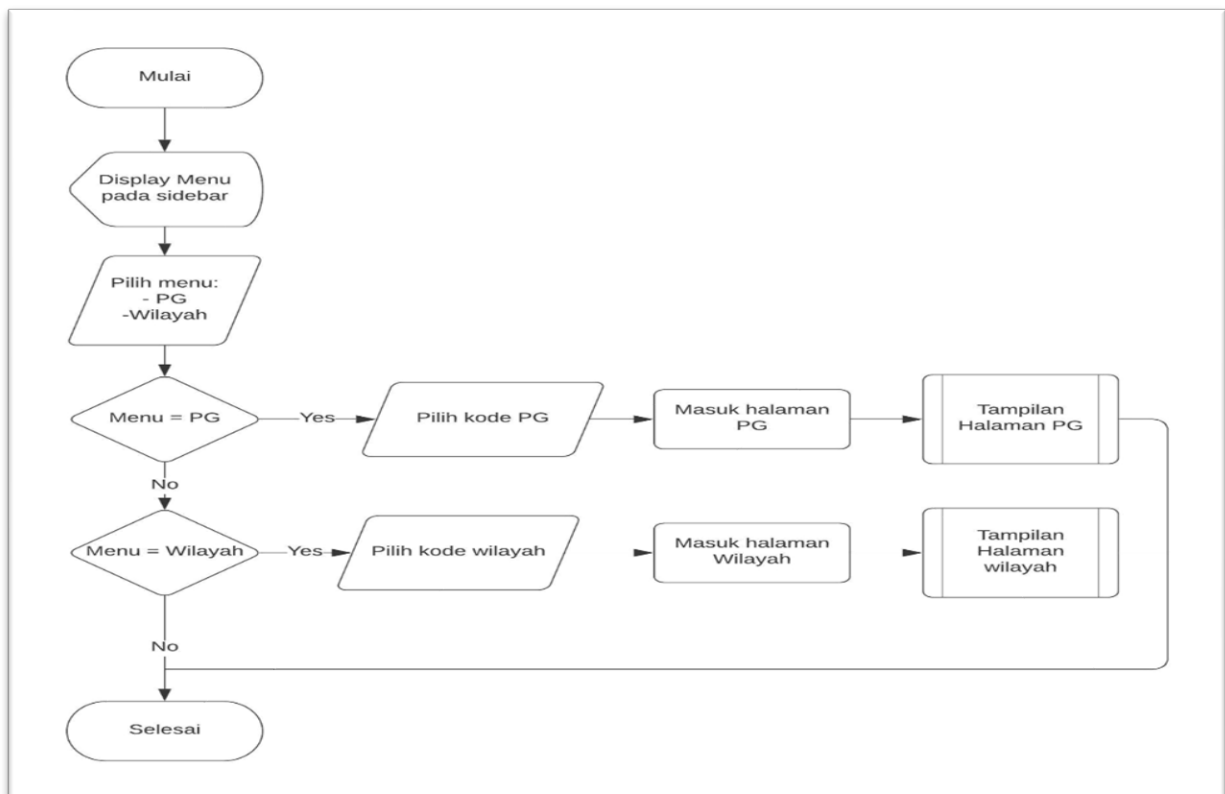 Mulai
Display Menu
pada sidebar
Pilih menu:
- PG
-Wilayah
Menu = PG
Yes
Pilih kode PG
Masuk halaman
PG
Tampilan
Halaman PG
No
Menu = Wilayah
Yes
Pilih kode wilayah
Masuk halaman
Wilayah
Tampilan
Halaman
wilayah
No
Selesai